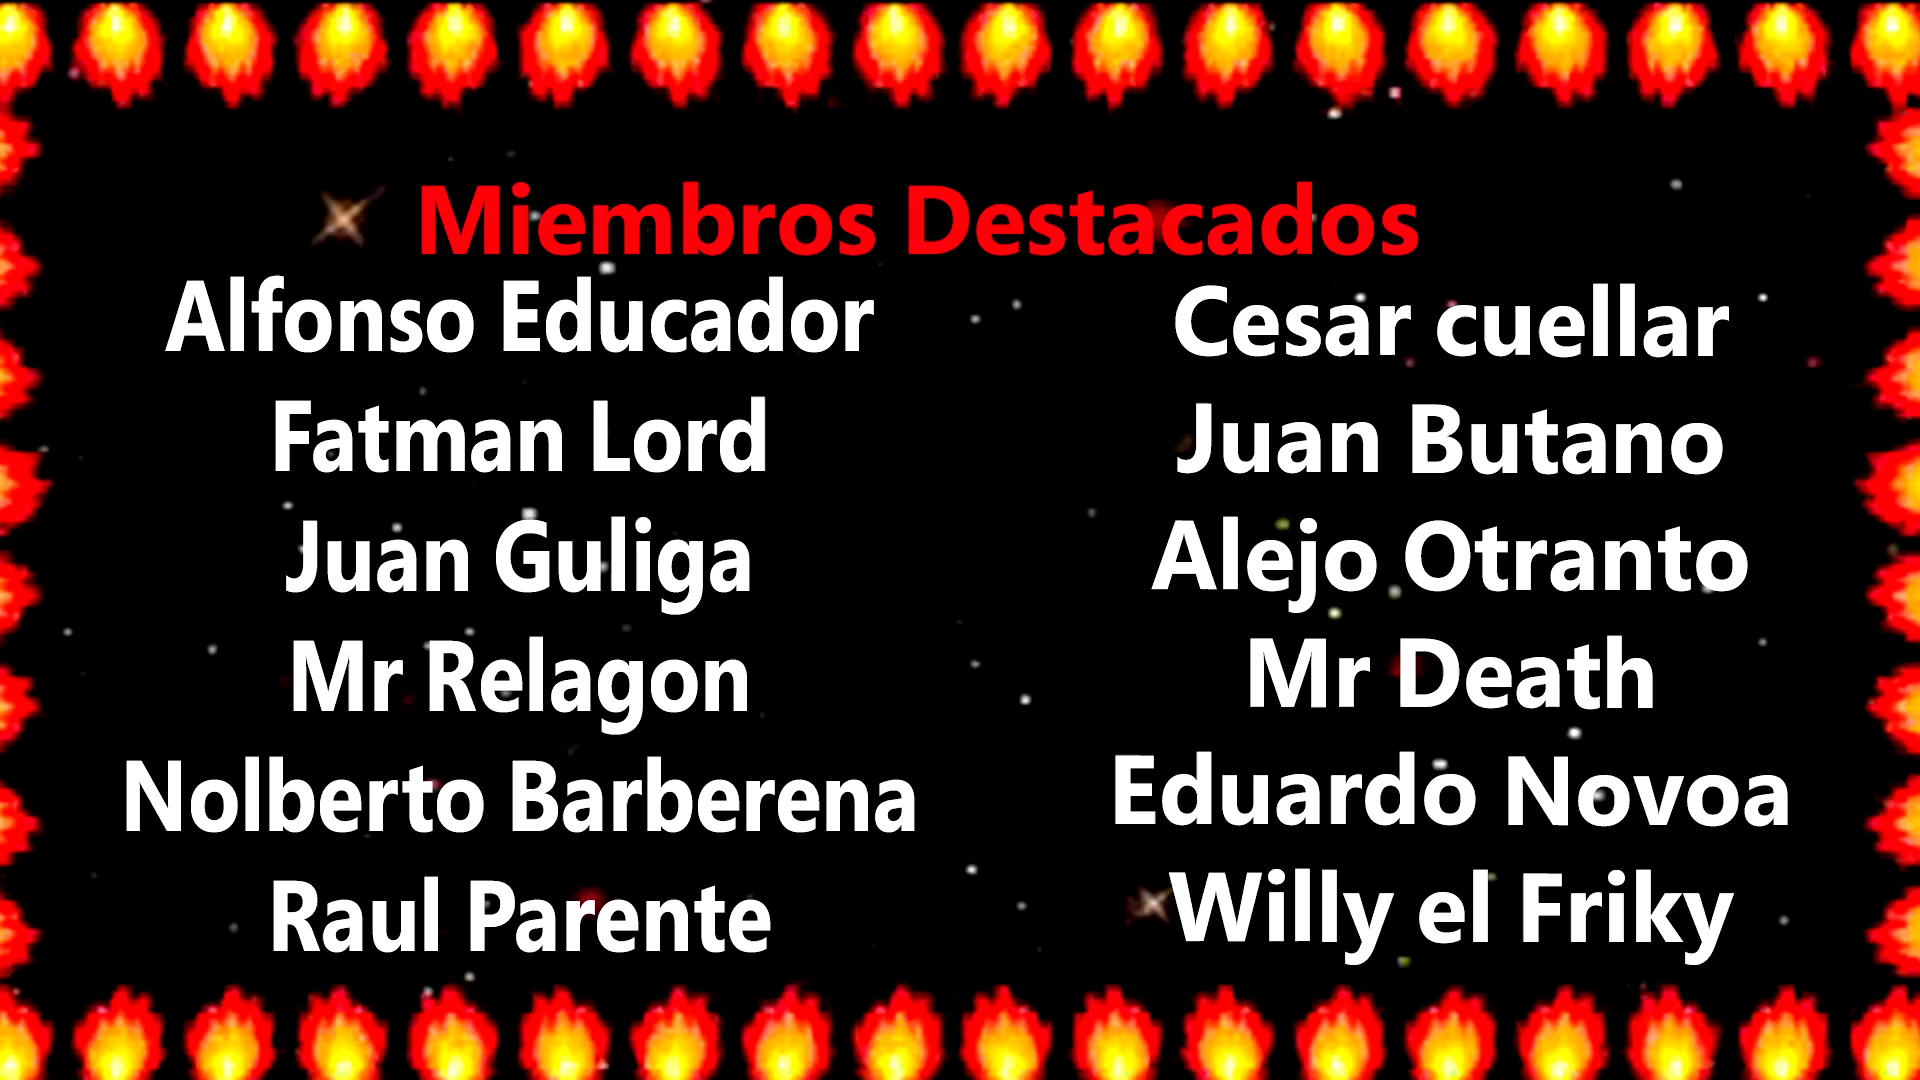 Miembros Destacados
Alfonso Educador
Fatman Lord
Juan Guliga
Mr Relagon
Nolberto Barberena
Raul Parente
Cesar cuellar
Juan Butano
Alejo Otranto
Mr Death
Eduardo Novoa
Willy el Friky